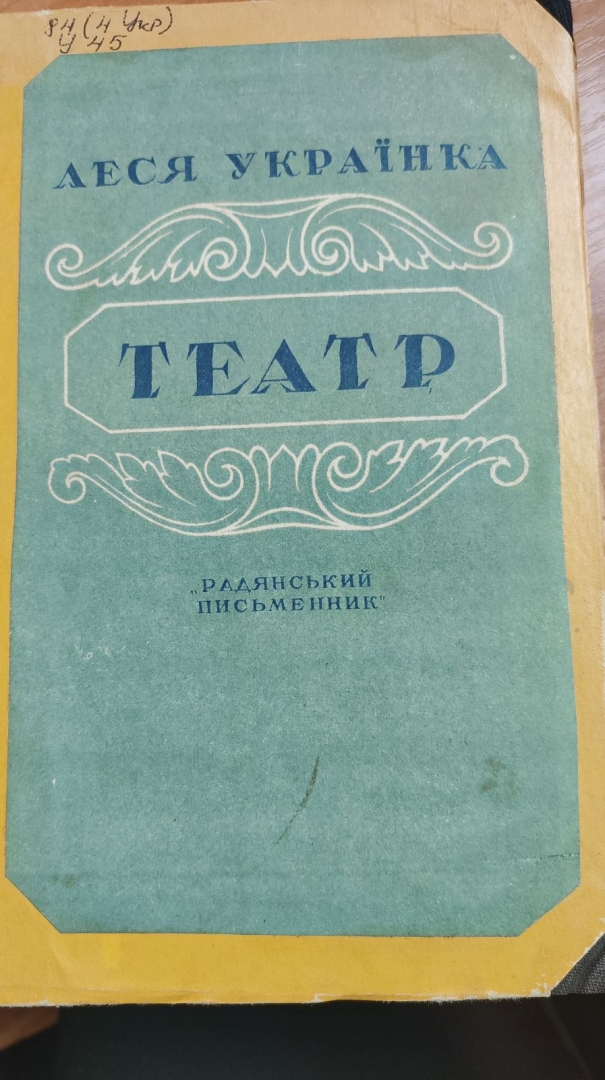 84(4 Укр)
У 45
ЛЕСЯ УКРАЇНКА
ТЕАТР
„РАДЯНСЬКИЙ
ПИСЬМЕННИК"